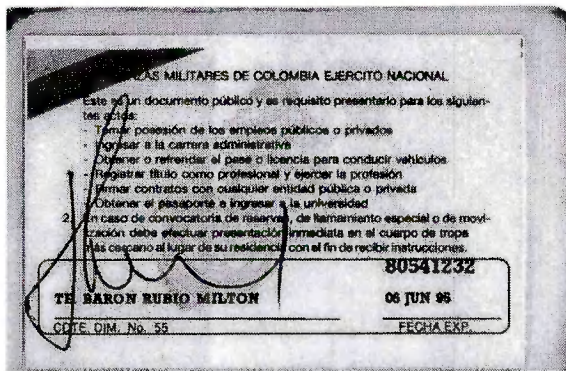 ZAS MILITARES DE COLOMBIA EJERCITO NACIONAL
Este es un documento público y es requisito presentarlo para los siguien-
tes actos:
- Tomar posesión de los empleos públicos o privados
- Ingresar a la carrera administrativa
- Obtener o refrendar el pase o licencia para conducir vehículos
- Registrar título como profesional y ejercer la profesión
- Firmar contratos con cualquier entidad pública o privada
- Obtener el pasaporte e ingresar a la universidad
2. En caso de convocatoria de reservas, de llamamiento especial o de movi-
lización debe efectuar presentación inmediata en el cuerpo de tropa
más cercano al lugar de su residencia con el fin de recibir instrucciones.
80541232
TE. BARON RUBIO MILTON 06 JUN 96
CDTE. DIM. No. 55 FECHA EXP.